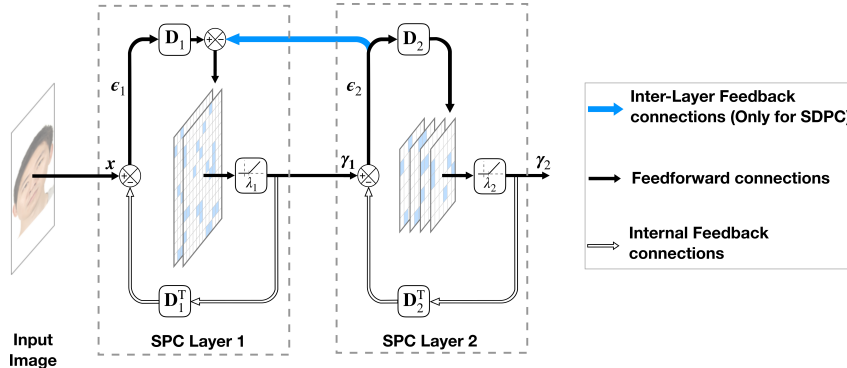 D₁
+ −
D₂
ϵ₁
ϵ₂
x
+ −
λ₁
γ₁
+ −
λ₂
γ₂
D₁ᵀ
D₂ᵀ
Input
Image
SPC Layer 1
SPC Layer 2
Inter-Layer Feedback
connections (Only for SDPC)
Feedforward connections
Internal Feedback
connections